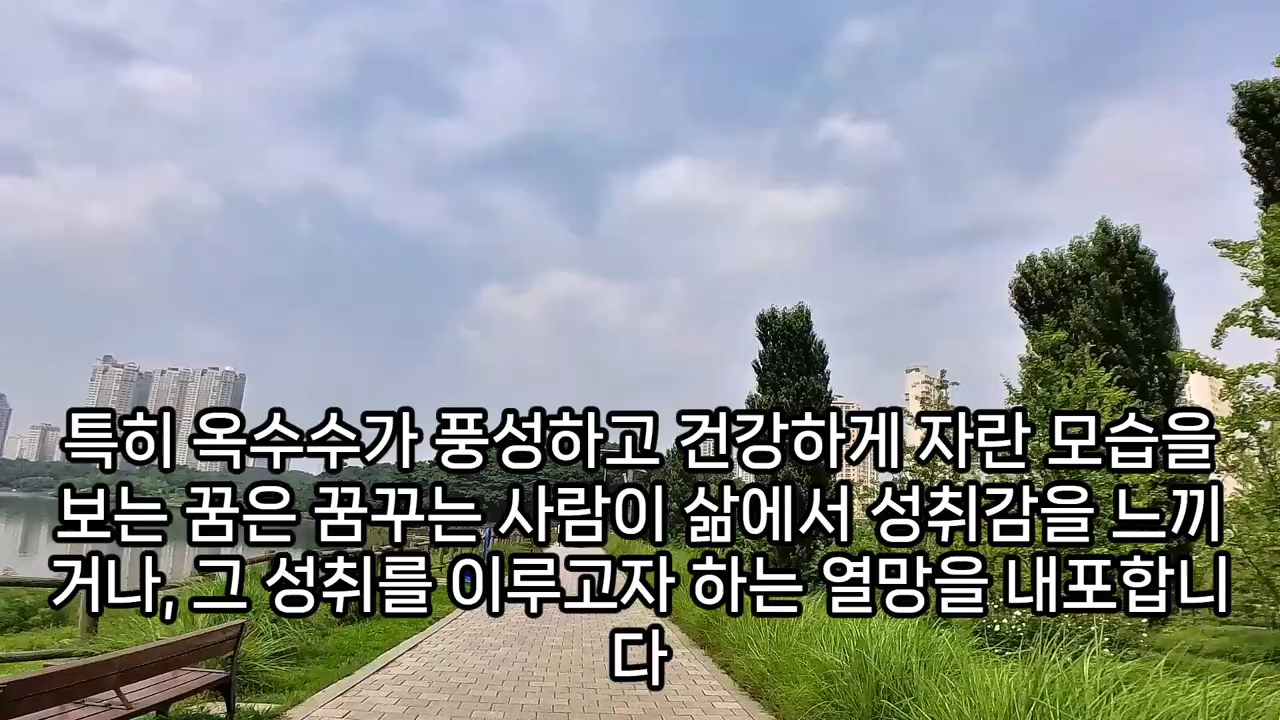 특히 옥수수가 풍성하고 건강하게 자란 모습을
보는 꿈은 꿈꾸는 사람이 삶에서 성취감을 느끼
거나, 그 성취를 이루고자 하는 열망을 내포합니
다